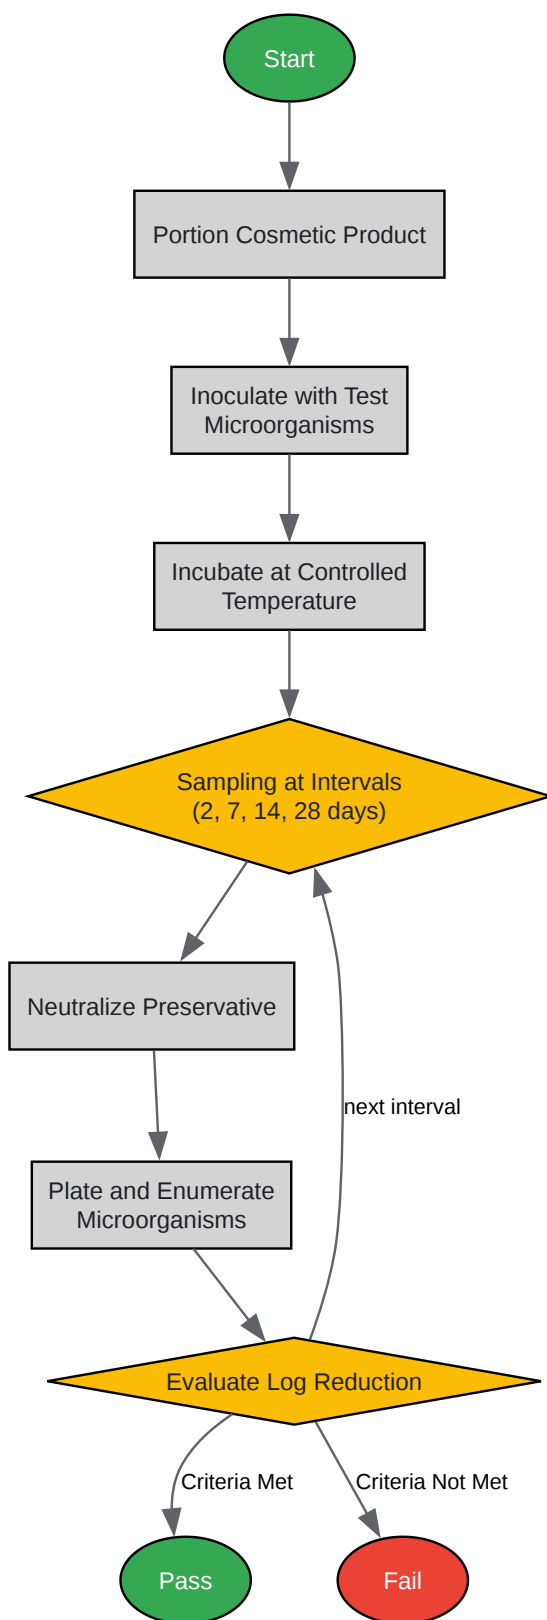 Start
Portion Cosmetic Product
Inoculate with Test
Microorganisms
Incubate at Controlled
Temperature
Sampling at Intervals
(2, 7, 14, 28 days)
Neutralize Preservative
next interval
Plate and Enumerate
Microorganisms
Evaluate Log Reduction
Criteria Met
Criteria Not Met
Pass
Fail